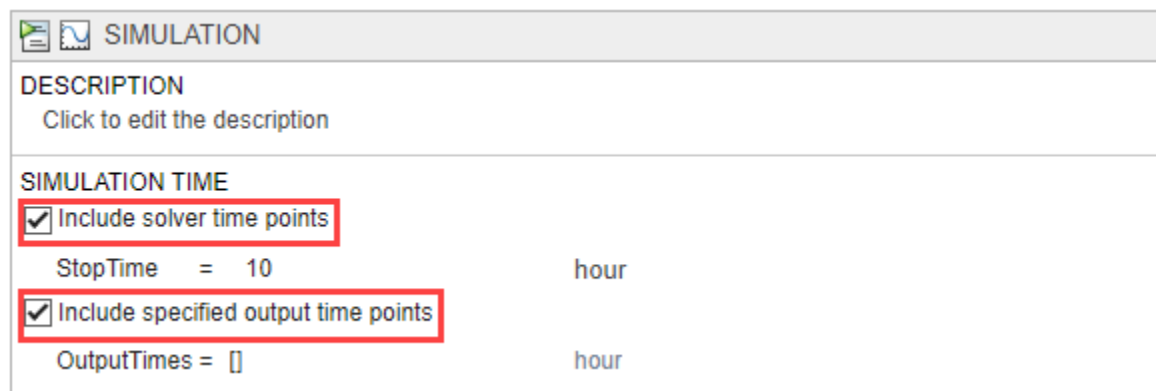 SIMULATION
DESCRIPTION
Click to edit the description
SIMULATION TIME
Include solver time points
StopTime = 10 hour
Include specified output time points
OutputTimes = [] hour